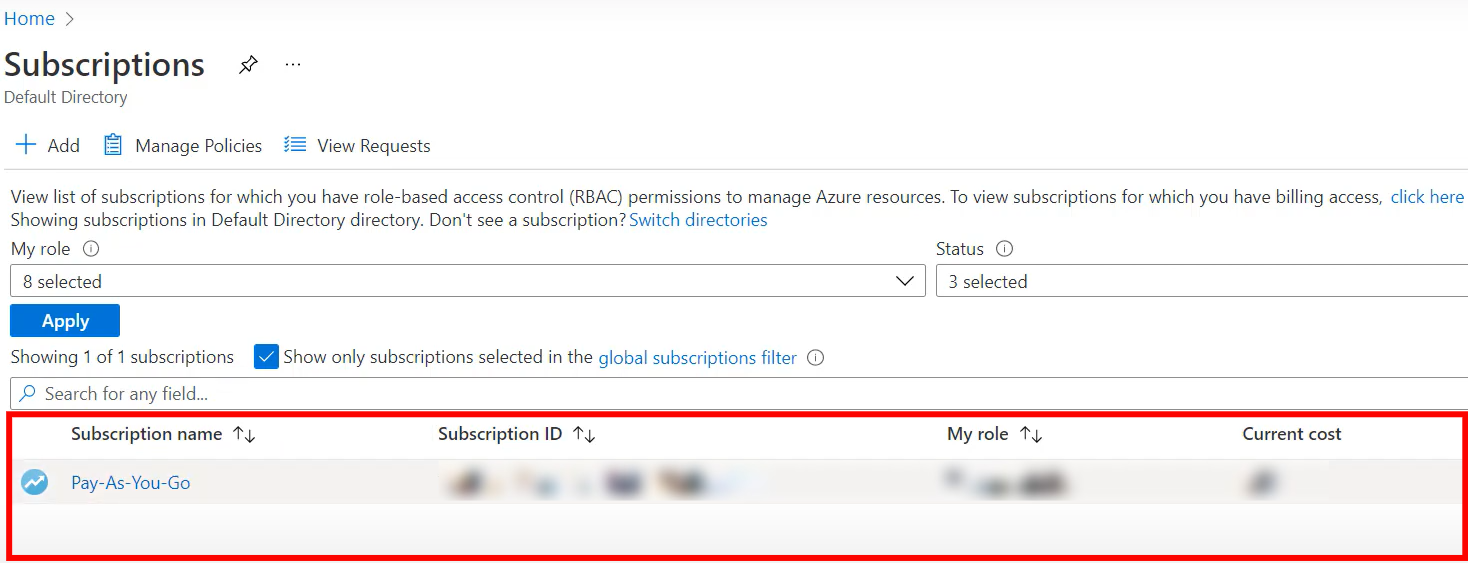 Home
Subscriptions
Default Directory
Add Manage Policies View Requests
View list of subscriptions for which you have role-based access control (RBAC) permissions to manage Azure resources. To view subscriptions for which you have billing access, click here
Showing subscriptions in Default Directory directory. Don't see a subscription? Switch directories
My role Status
8 selected 3 selected
Apply
Showing 1 of 1 subscriptions Show only subscriptions selected in the global subscriptions filter
Search for any field...
Subscription name Subscription ID My role Current cost
Pay-As-You-Go